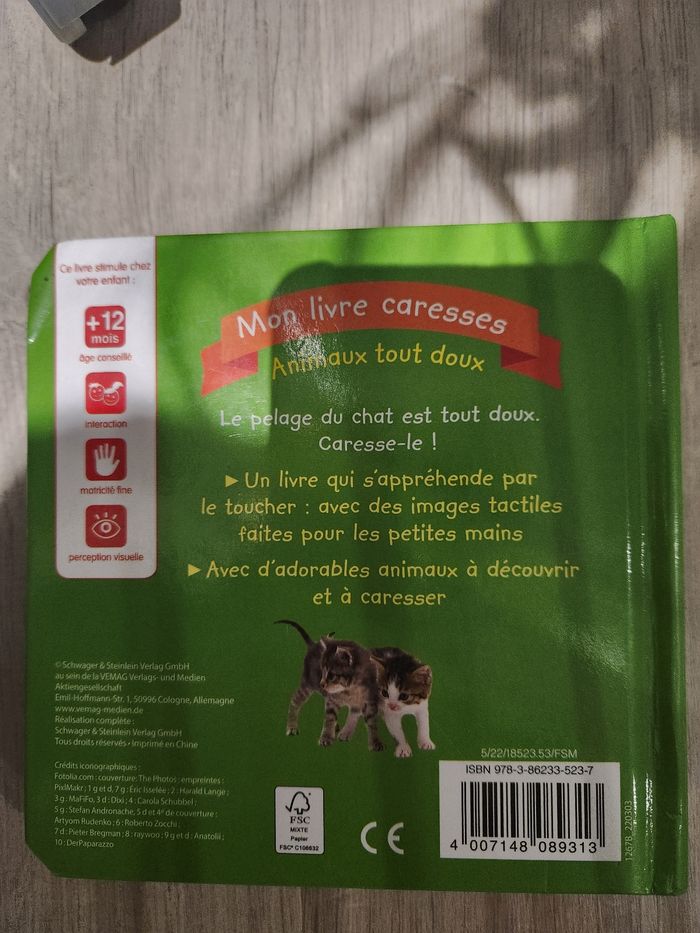 Ce livre stimule chez
votre enfant :
+12
mois
âge conseillé
interaction
motricité fine
perception visuelle
Mon livre caresses
Animaux tout doux
Le pelage du chat est tout doux.
Caresse-le !
▶ Un livre qui s'appréhende par
le toucher : avec des images tactiles
faites pour les petites mains
▶ Avec d'adorables animaux à découvrir
et à caresser
© Schwager & Steinlein Verlag GmbH
au sein de la VEMAG Verlags- und Medien
Aktiengesellschaft
Emil-Hoffmann-Str. 1, 50996 Cologne, Allemagne
www.vemag-medien.de
Réalisation complète :
Schwager & Steinlein Verlag GmbH
Tous droits réservés • Imprimé en Chine
Crédits iconographiques :
Fotolia.com : couverture: The Photos ; empreintes :
PixlMakr ; 1 g et d, 7 g : Eric Isselée ; 2 : Harald Lange ;
3 g : MaFiFo, 3 d : Dixi ; 4 : Carola Schubbel ;
5 g : Stefan Andronache, 5 d et 4e de couverture :
Artyom Rudenko ; 6 : Roberto Zocchi ;
7 d : Pieter Bregman ; 8 : raywoo ; 9 g et d : Anatolii ;
10 : DerPaparazzo
FSC
MIXTE
Papier
FSC® C106632
CE
5/22/18523.53/FSM
ISBN 978-3-86233-523-7
4 007148 089313
12678_220303